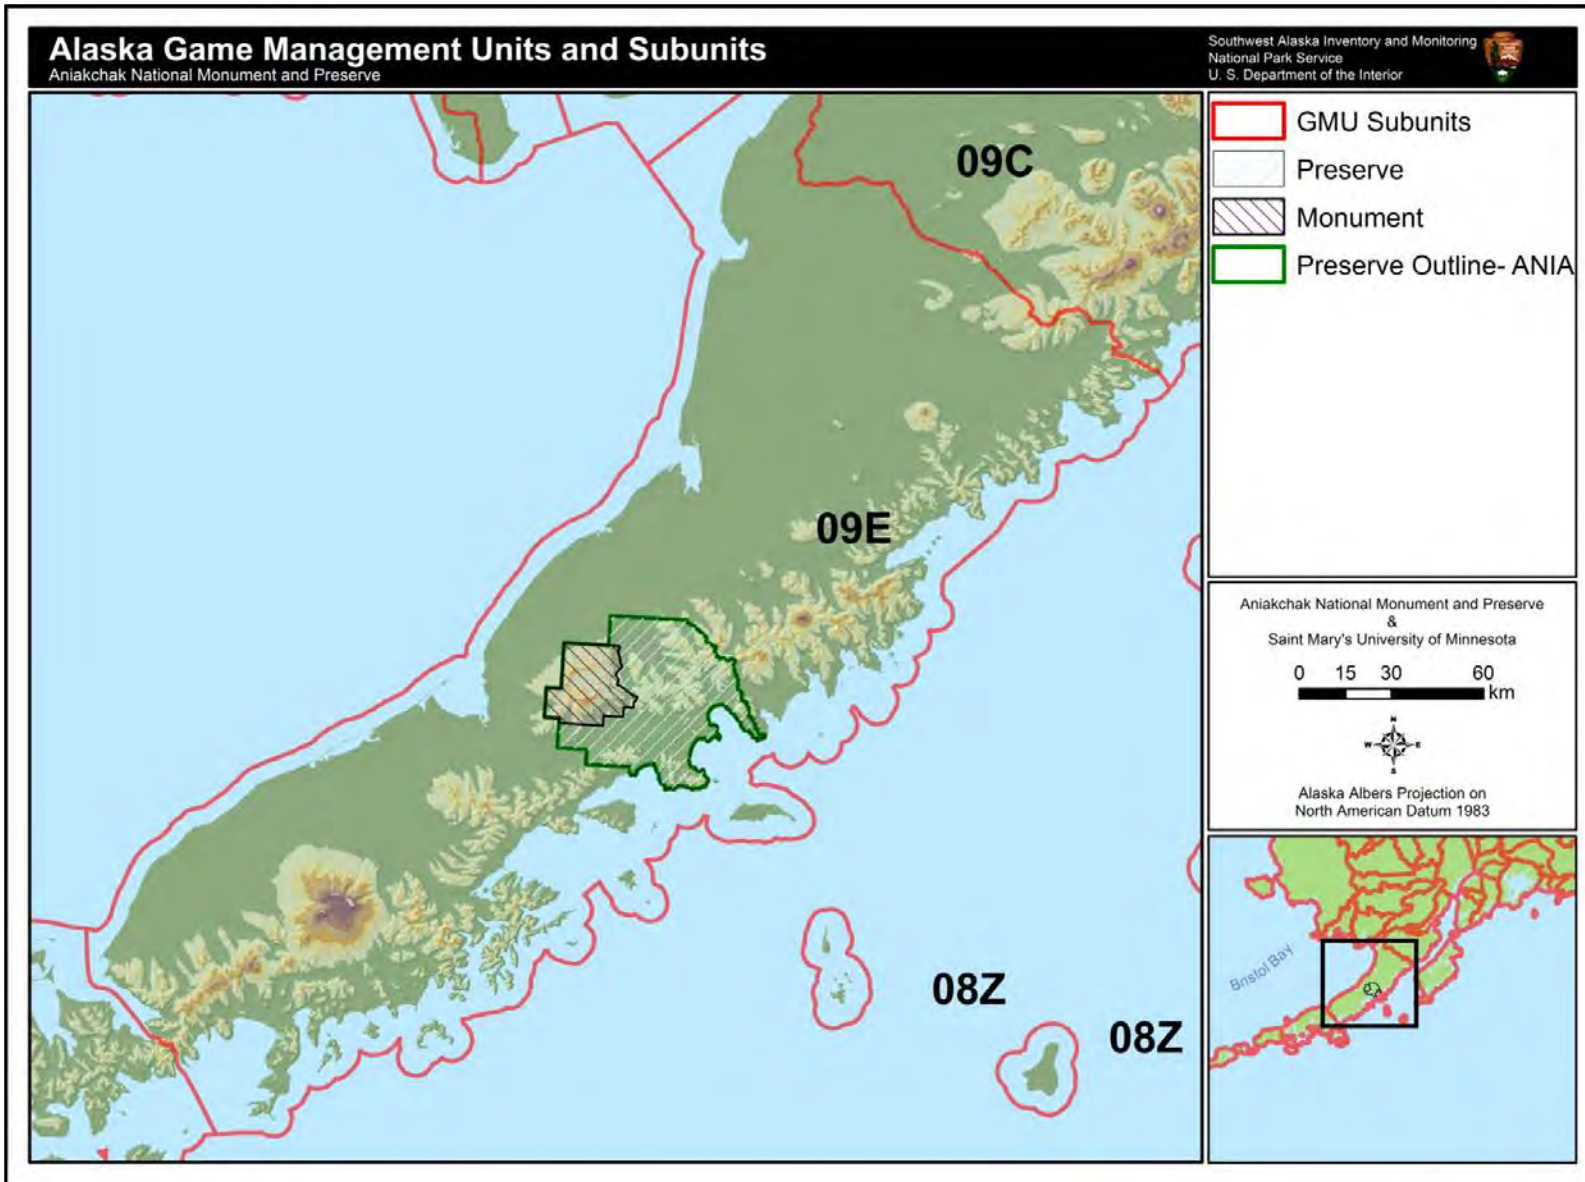 Alaska Game Management Units and Subunits
Aniakchak National Monument and Preserve
Southwest Alaska Inventory and Monitoring
National Park Service
U. S. Department of the Interior
09C
09E
08Z
08Z
GMU Subunits
Preserve
Monument
Preserve Outline- ANIA
Aniakchak National Monument and Preserve
&
Saint Mary's University of Minnesota
0 15 30 60
km
N
W E
S
Alaska Albers Projection on
North American Datum 1983
Bristol Bay